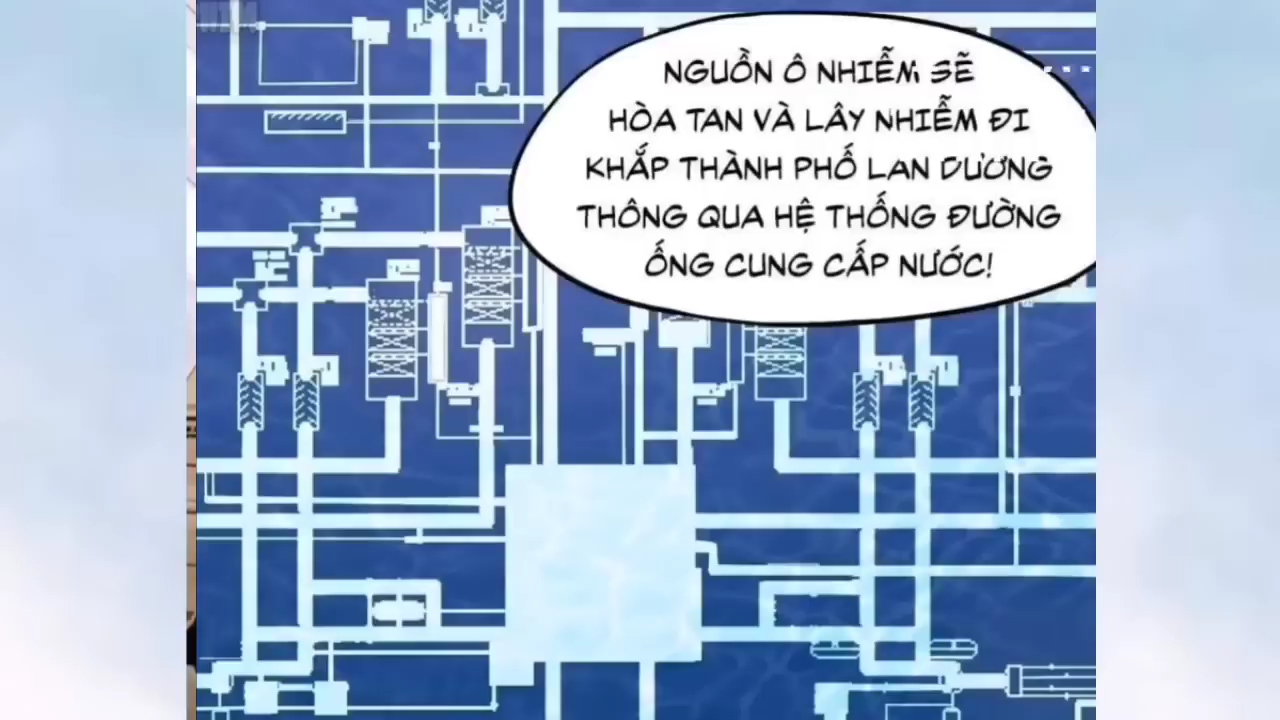 NGUỒN Ô NHIỄM SẼ
HÒA TAN VÀ LÂY NHIỄM ĐI
KHẮP THÀNH PHỐ LAN DƯƠNG
THÔNG QUA HỆ THỐNG ĐƯỜNG
ỐNG CUNG CẤP NƯỚC!